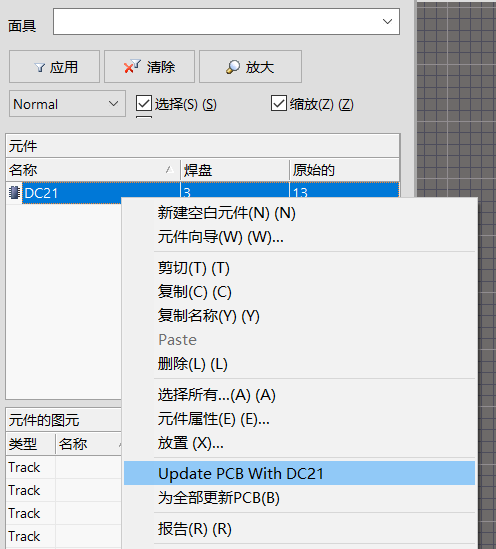 面具
应用 清除 放大
Normal 选择(S) (S) 缩放(Z) (Z)
元件
名称 焊盘 原始的
DC21 3 13
新建空白元件(N) (N)
元件向导(W) (W)...
剪切(T) (T)
复制(C) (C)
复制名称(Y) (Y)
Paste
删除(L) (L)
选择所有...(A) (A)
元件属性(E) (E)...
放置 (X)...
Update PCB With DC21
为全部更新PCB(B)
报告(R) (R)
元件的图元
类型 名称
Track
Track
Track
Track